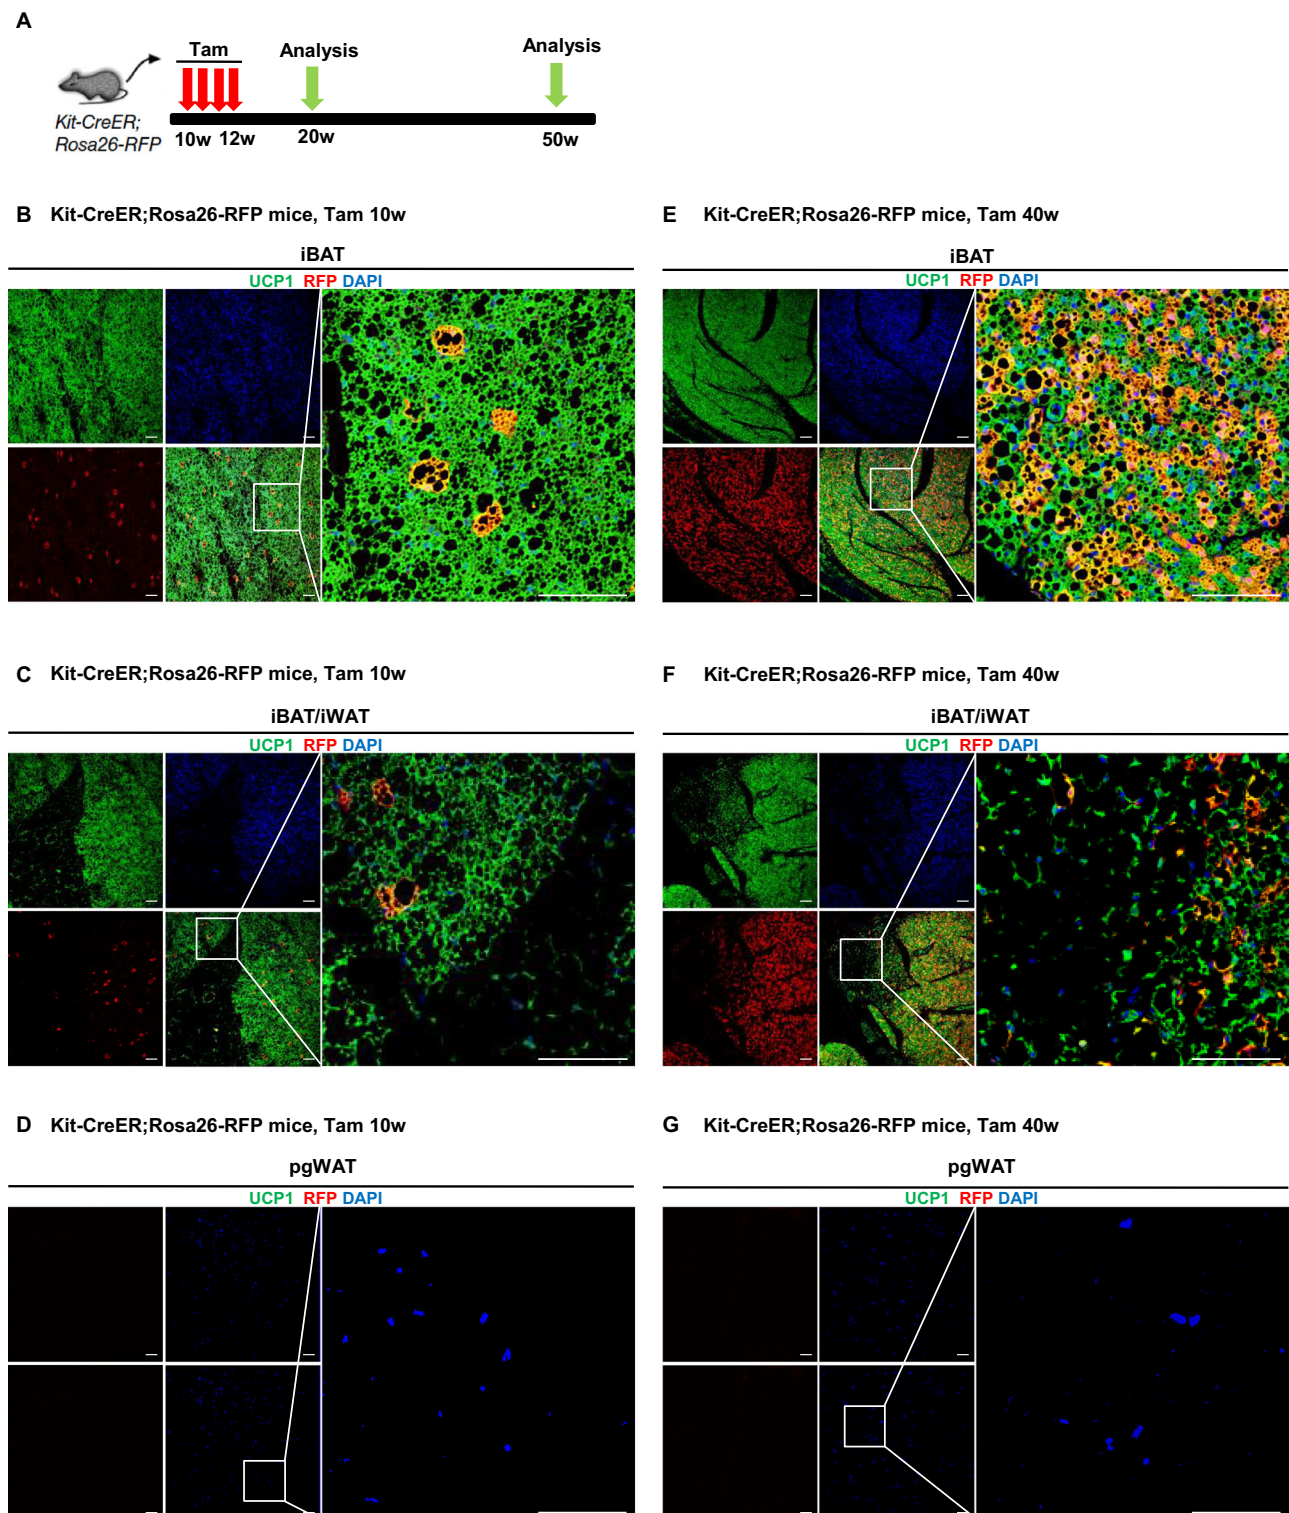 A
Tam
Analysis
Analysis
Kit-CreER;
Rosa26-RFP
10w 12w
20w
50w
B Kit-CreER;Rosa26-RFP mice, Tam 10w
iBAT
UCP1 RFP DAPI
E Kit-CreER;Rosa26-RFP mice, Tam 40w
iBAT
UCP1 RFP DAPI
C Kit-CreER;Rosa26-RFP mice, Tam 10w
iBAT/iWAT
UCP1 RFP DAPI
F Kit-CreER;Rosa26-RFP mice, Tam 40w
iBAT/iWAT
UCP1 RFP DAPI
D Kit-CreER;Rosa26-RFP mice, Tam 10w
pgWAT
UCP1 RFP DAPI
G Kit-CreER;Rosa26-RFP mice, Tam 40w
pgWAT
UCP1 RFP DAPI